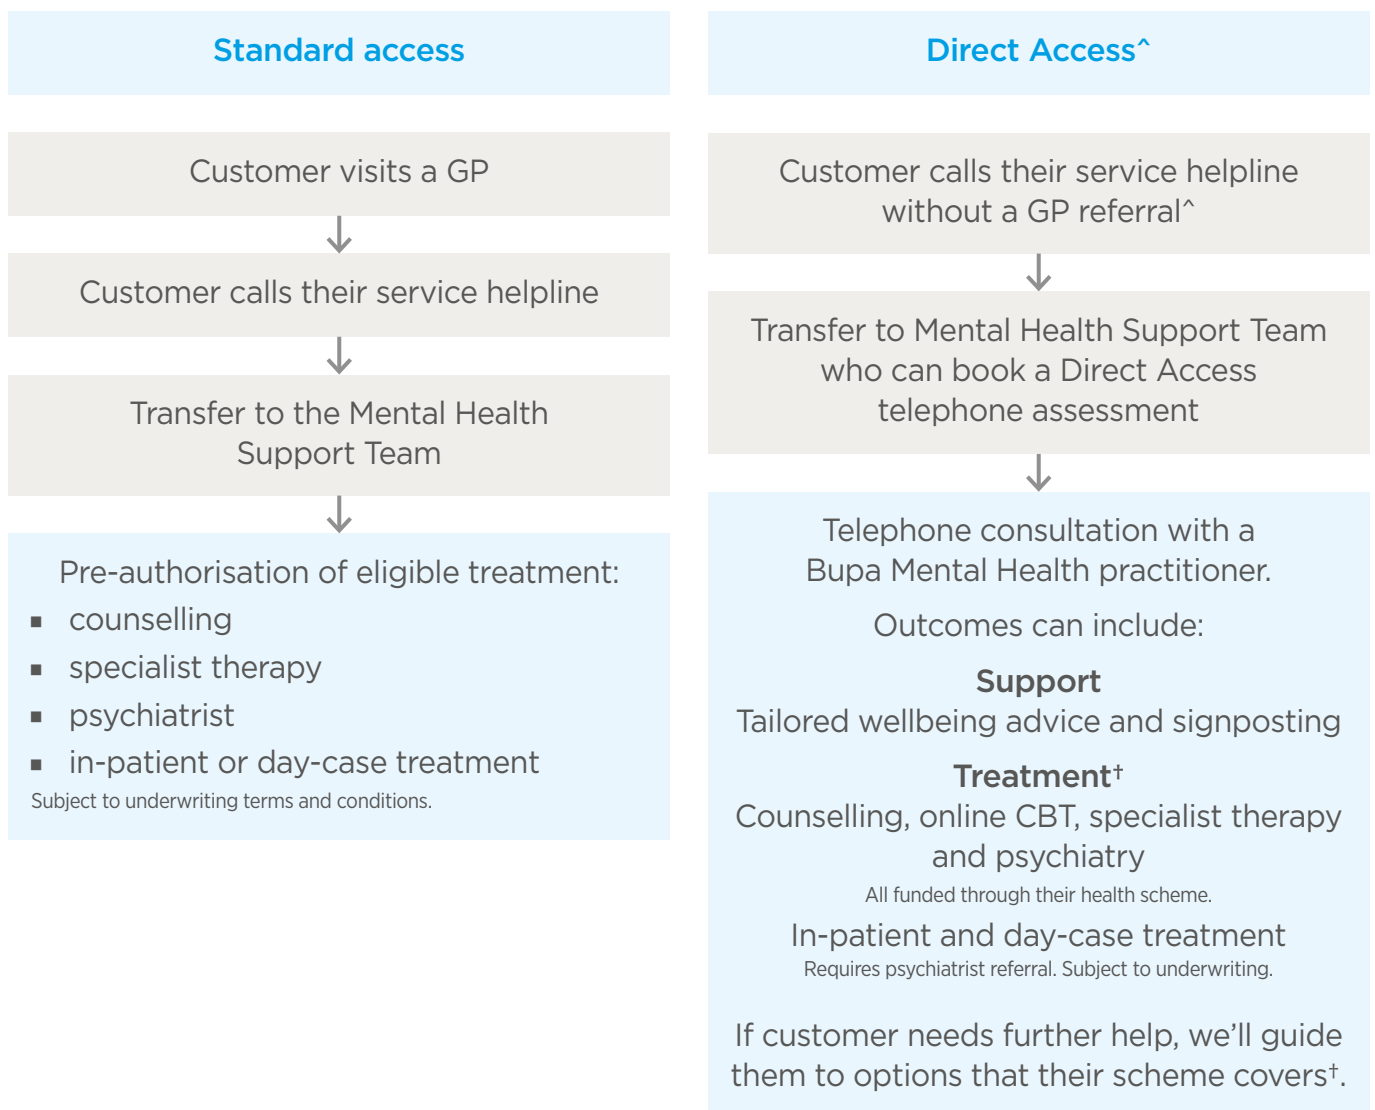 Standard access
Customer visits a GP
Customer calls their service helpline
Transfer to the Mental Health
Support Team
Pre-authorisation of eligible treatment:
▪ counselling
▪ specialist therapy
▪ psychiatrist
▪ in-patient or day-case treatment
Subject to underwriting terms and conditions.
Direct Access^
Customer calls their service helpline
without a GP referral^
Transfer to Mental Health Support Team
who can book a Direct Access
telephone assessment
Telephone consultation with a
Bupa Mental Health practitioner.
Outcomes can include:
Support
Tailored wellbeing advice and signposting
Treatment†
Counselling, online CBT, specialist therapy
and psychiatry
All funded through their health scheme.
In-patient and day-case treatment
Requires psychiatrist referral. Subject to underwriting.
If customer needs further help, we’ll guide
them to options that their scheme covers†.